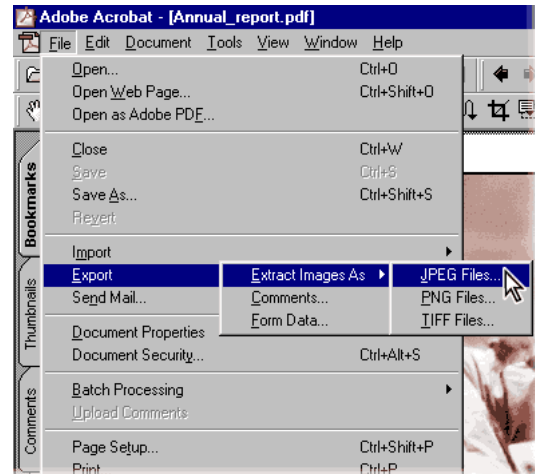 Adobe Acrobat - [Annual_report.pdf]
File Edit Document Tools View Window Help
Open... Ctrl+O
Open Web Page... Ctrl+Shift+O
Open as Adobe PDF...
Close Ctrl+W
Save Ctrl+S
Save As... Ctrl+Shift+S
Revert
Import
Export Extract Images As JPEG Files...
Send Mail... Comments... PNG Files...
Form Data... TIFF Files...
Document Properties
Document Security... Ctrl+Alt+S
Batch Processing
Upload Comments
Page Setup... Ctrl+Shift+P
Print Ctrl+P
Bookmarks
Thumbnails
Comments